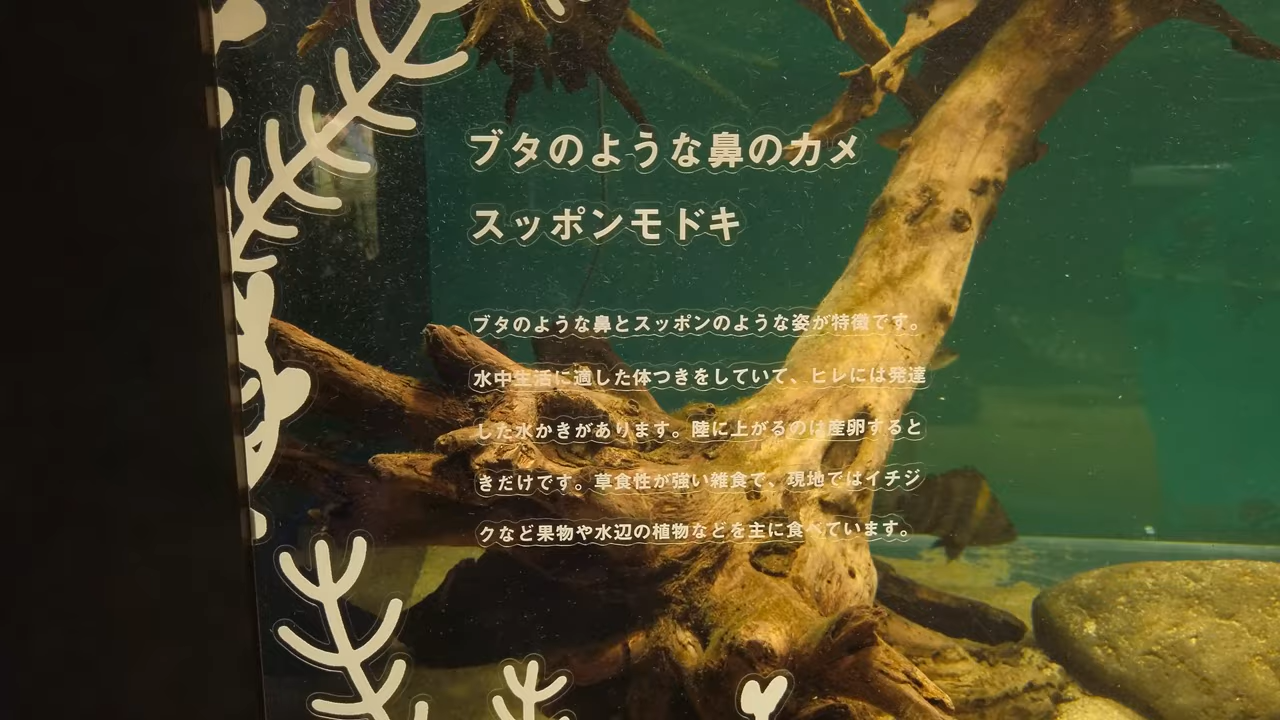 ブタのような鼻のカメ
スッポンモドキ
ブタのような鼻とスッポンのような姿が特徴です。
水中生活に適した体つきをしていて、ヒレには発達
した水かきがあります。陸に上がるのは産卵すると
きだけです。草食性が強い雑食で、現地ではイチジ
クなど果物や水辺の植物などを主に食べています。